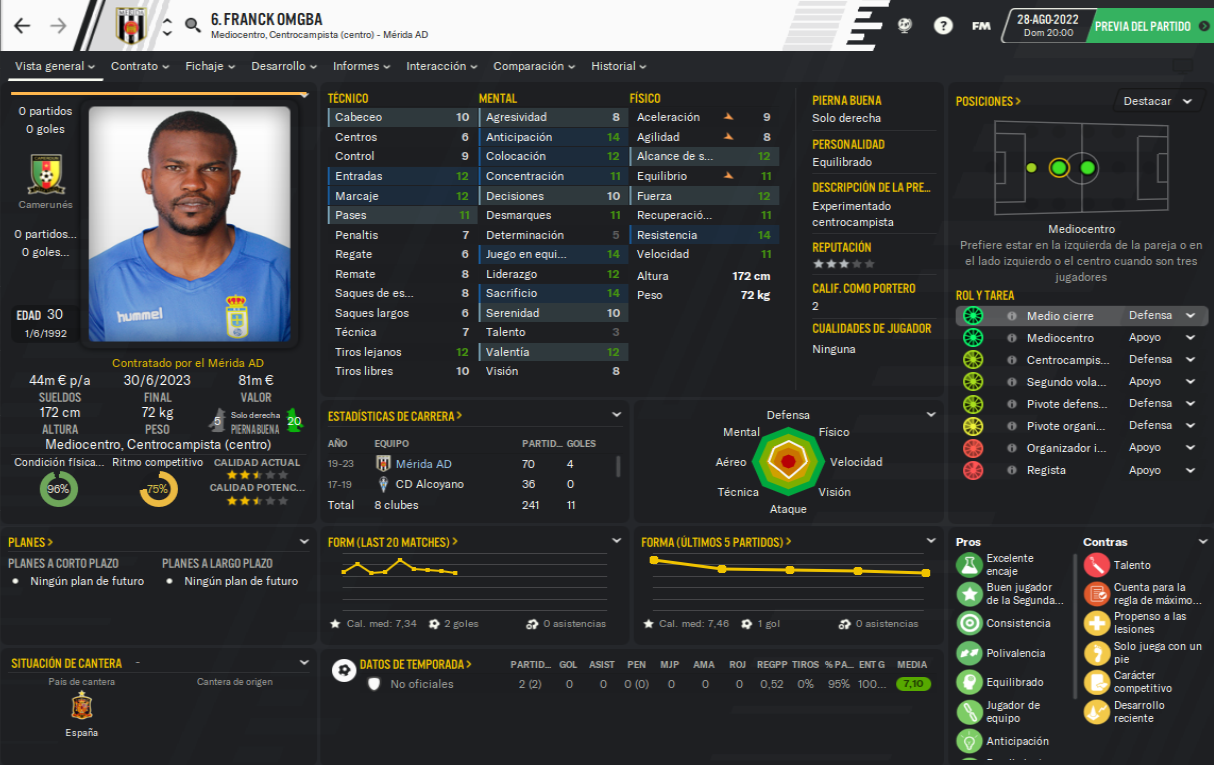 6. FRANCK OMGBA
Mediocentro, Centrocampista (centro) - Mérida AD
FM
28-AGO-2022
Dom 20:00
PREVIA DEL PARTIDO
Vista general Contrato Fichaje Desarrollo Informes Interacción Comparación Historial
0 partidos
0 goles
Camerunés
0 partidos...
0 goles...
EDAD 30
1/6/1992
hummel
Contratado por el Mérida AD
44m € p/a 30/6/2023 81m €
SUELDOS FINAL VALOR
172 cm 72 kg 5 Solo derecha 20
ALTURA PESO PIERNA BUENA
Mediocentro, Centrocampista (centro)
Condición física... Ritmo competitivo CALIDAD ACTUAL
96% 75%
CALIDAD POTENC...
TÉCNICO
Cabeceo 10
Centros 6
Control 9
Entradas 12
Marcaje 12
Pases 11
Penaltis 7
Regate 6
Remate 8
Saques de es... 8
Saques largos 6
Técnica 7
Tiros lejanos 12
Tiros libres 10
MENTAL
Agresividad 8
Anticipación 14
Colocación 12
Concentración 11
Decisiones 10
Desmarques 11
Determinación 5
Juego en equi... 14
Liderazgo 12
Sacrificio 14
Serenidad 10
Talento 3
Valentía 12
Visión 8
FÍSICO
Aceleración 9
Agilidad 8
Alcance de s... 12
Equilibrio 11
Fuerza 12
Recuperació... 11
Resistencia 14
Velocidad 11
Altura 172 cm
Peso 72 kg
PIERNA BUENA
Solo derecha
PERSONALIDAD
Equilibrado
DESCRIPCIÓN DE LA PRE...
Experimentado
centrocampista
REPUTACIÓN
CALIF. COMO PORTERO
2
CUALIDADES DE JUGADOR
Ninguna
POSICIONES >
Destacar
Mediocentro
Prefiere estar en la izquierda de la pareja o en
el lado izquierdo o el centro cuando son tres
jugadores
ROL Y TAREA
Medio cierre Defensa
Mediocentro Apoyo
Centrocampis... Defensa
Segundo vola... Apoyo
Pivote defens... Defensa
Pivote organi... Defensa
Organizador i... Apoyo
Regista Apoyo
ESTADÍSTICAS DE CARRERA >
AÑO EQUIPO PARTID... GOLES
19-23 Mérida AD 70 4
17-19 CD Alcoyano 36 0
Total 8 clubes 241 11
Defensa
Mental Físico
Aéreo Velocidad
Técnica Visión
Ataque
PLANES >
PLANES A CORTO PLAZO PLANES A LARGO PLAZO
Ningún plan de futuro Ningún plan de futuro
FORM (LAST 20 MATCHES) >
Cal. med: 7,34 2 goles 0 asistencias
FORMA (ÚLTIMOS 5 PARTIDOS) >
Cal. med: 7,46 1 gol 0 asistencias
Pros
Excelente
encaje
Buen jugador
de la Segunda...
Consistencia
Polivalencia
Equilibrado
Jugador de
equipo
Anticipación
Contras
Talento
Cuenta para la
regla de máximo...
Propenso a las
lesiones
Solo juega con un
pie
Carácter
competitivo
Desarrollo
reciente
SITUACIÓN DE CANTERA -
País de cantera Cantera de origen
España
DATOS DE TEMPORADA >
PARTID... GOL ASIST PEN MJP AMA ROJ REGPP TIROS % PA... ENT G MEDIA
No oficiales 2 (2) 0 0 0 (0) 0 0 0 0,52 0% 95% 100... 7,10